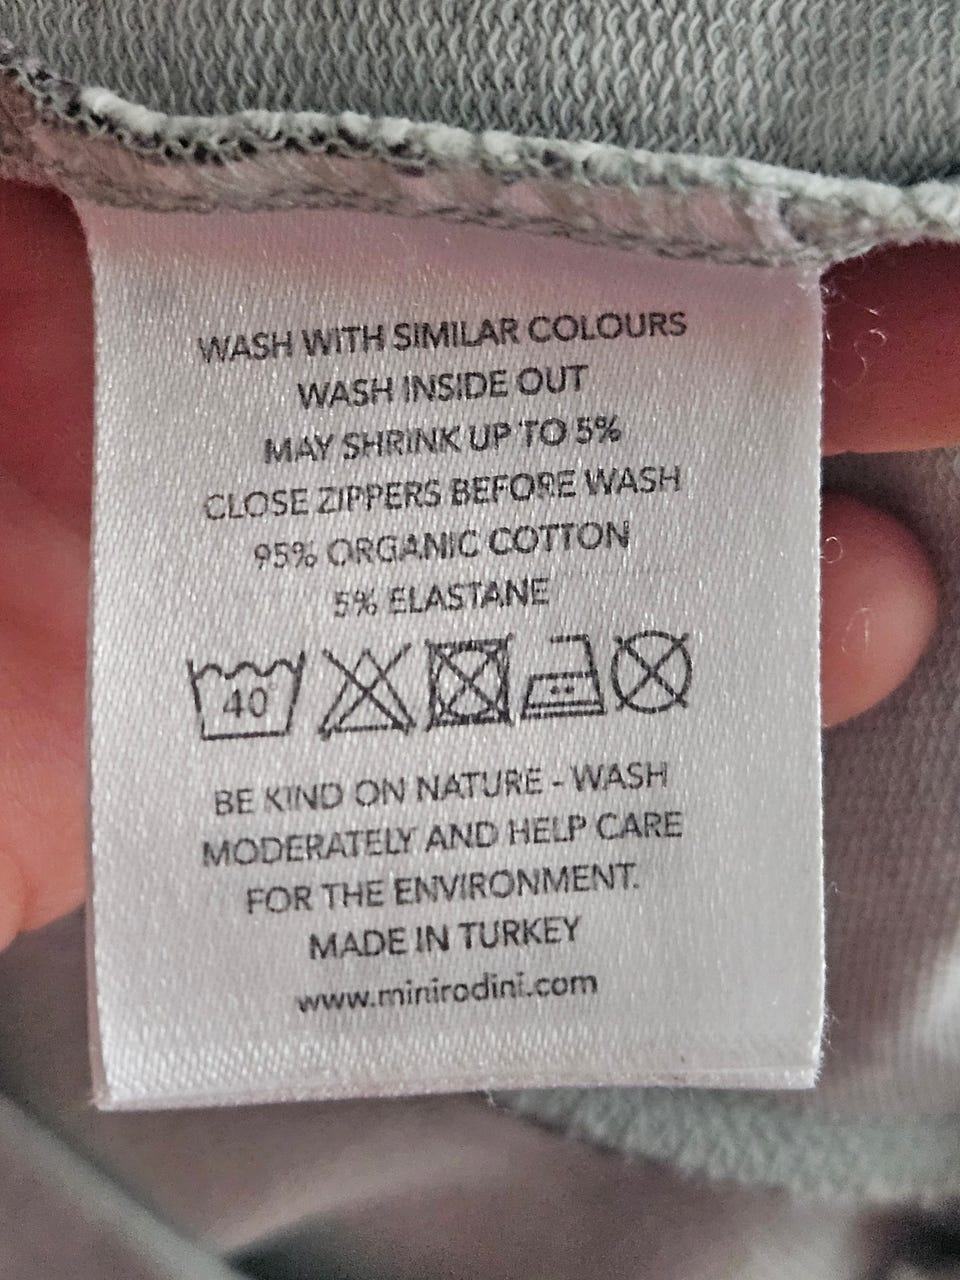 WASH WITH SIMILAR COLOURS
WASH INSIDE OUT
MAY SHRINK UP TO 5%
CLOSE ZIPPERS BEFORE WASH
95% ORGANIC COTTON
5% ELASTANE
40°
BE KIND ON NATURE - WASH
MODERATELY AND HELP CARE
FOR THE ENVIRONMENT.
MADE IN TURKEY
www.minirodini.com